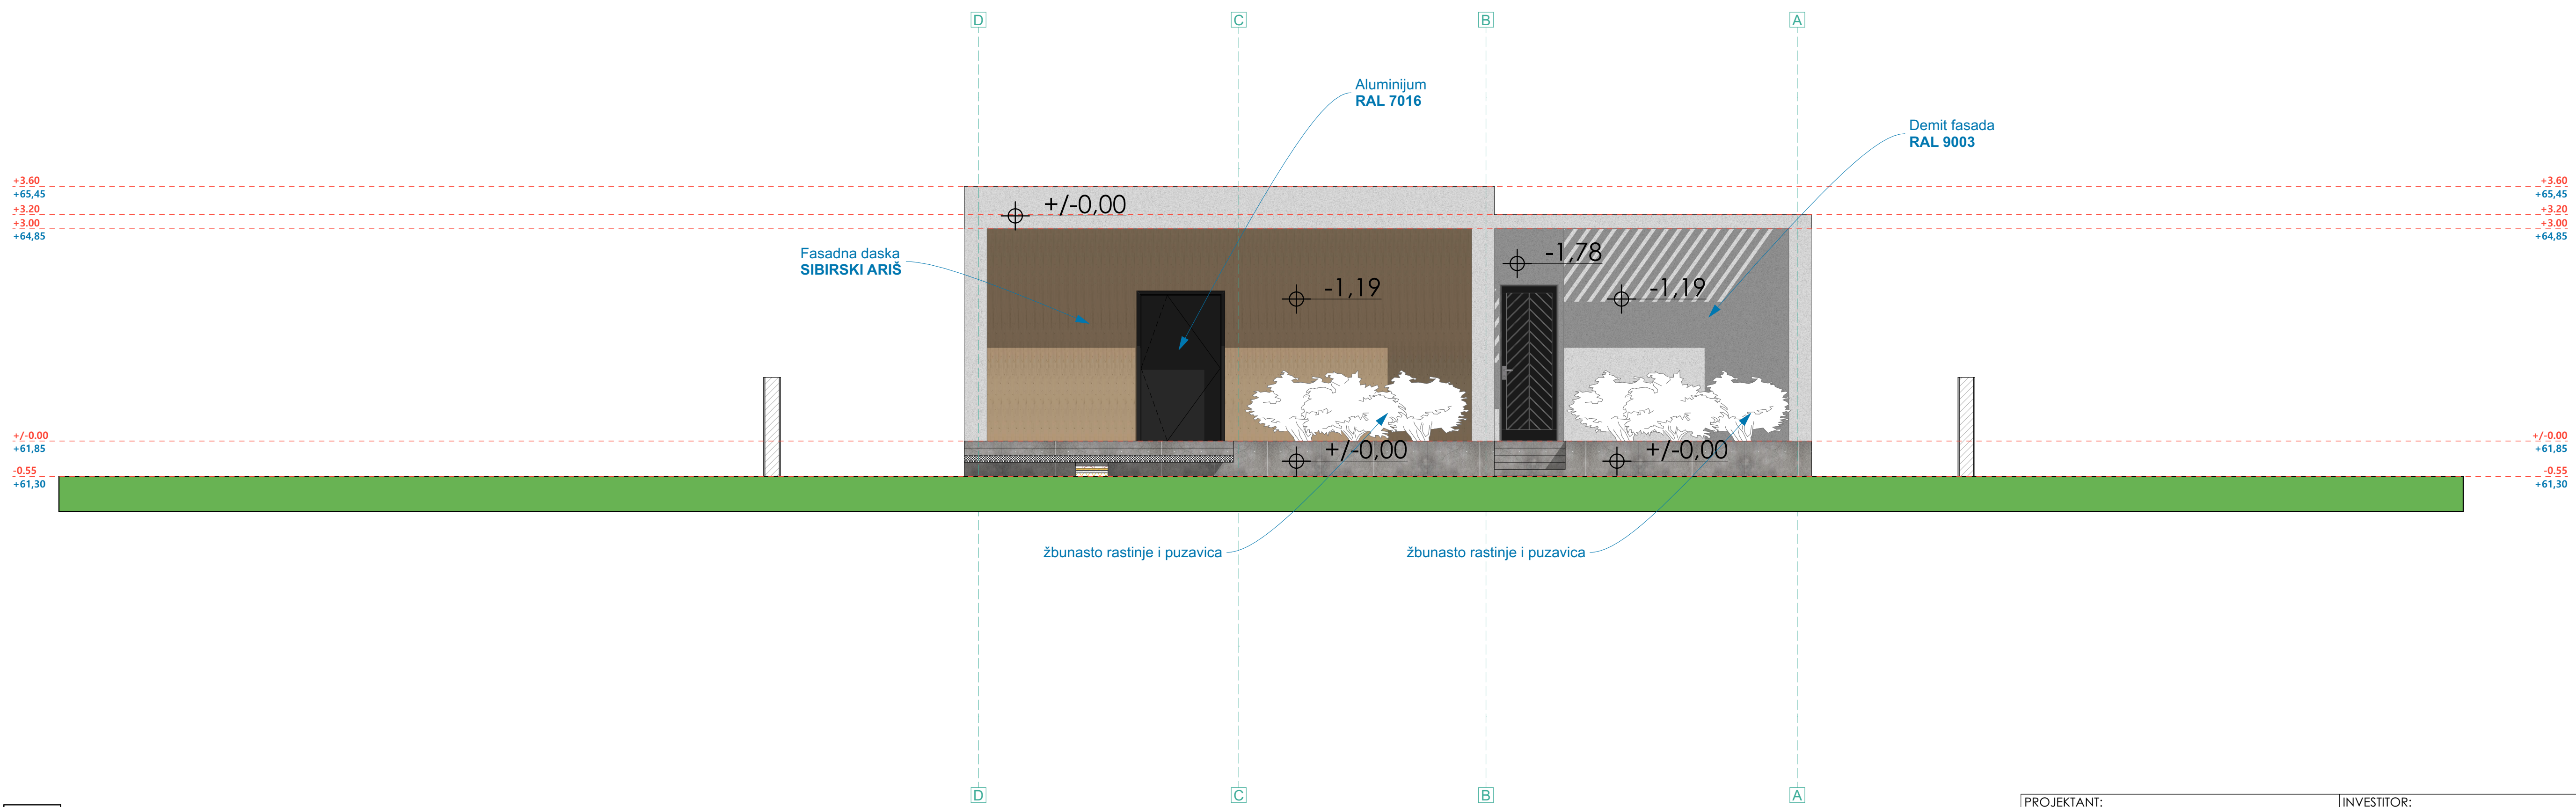 D
C
B
A
Aluminijum
RAL 7016
Demit fasada
RAL 9003
+3.60
+65,45
+3.20
+3.00
+64,85
+3.60
+65,45
+3.20
+3.00
+64,85
+/-0,00
Fasadna daska
SIBIRSKI ARIŠ
-1,78
-1,19
-1,19
+/-0.00
+61,85
-0.55
+61,30
+/-0,00
+/-0,00
+/-0.00
+61,85
-0.55
+61,30
žbunasto rastinje i puzavica
žbunasto rastinje i puzavica
D
C
B
A
PROJEKTANT:
INVESTITOR: